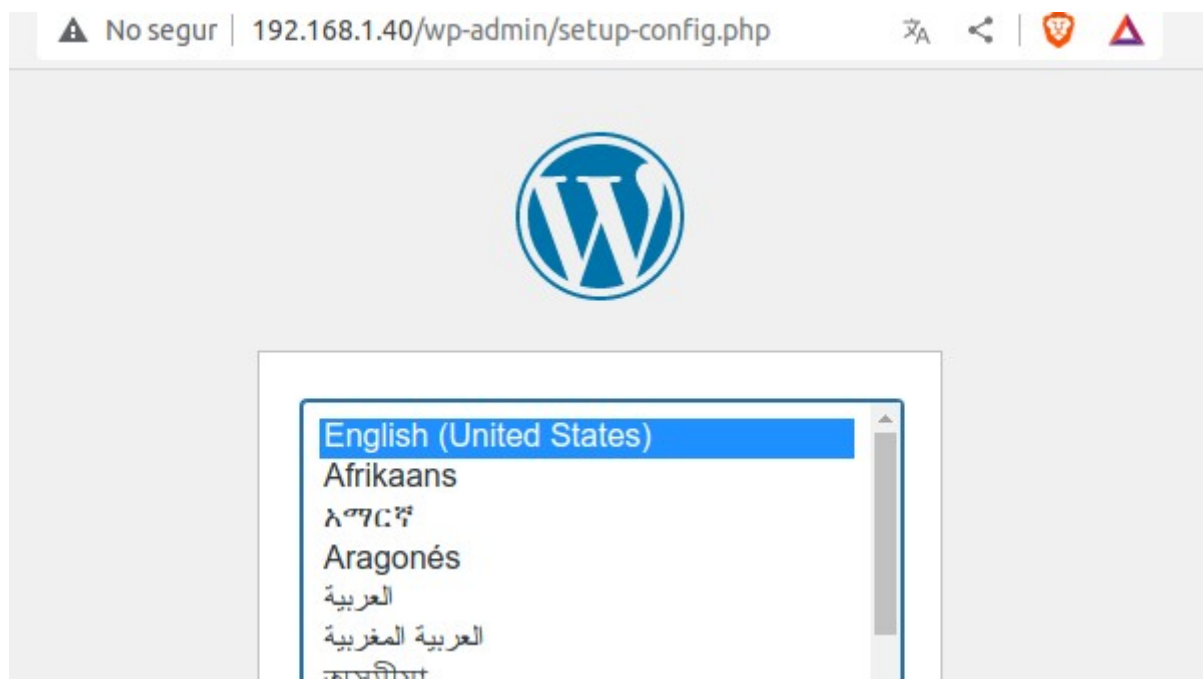 No segur | 192.168.1.40/wp-admin/setup-config.php
English (United States)
Afrikaans
አማርኛ
Aragonés
العربية
العربية المغربية
অসমীয়া